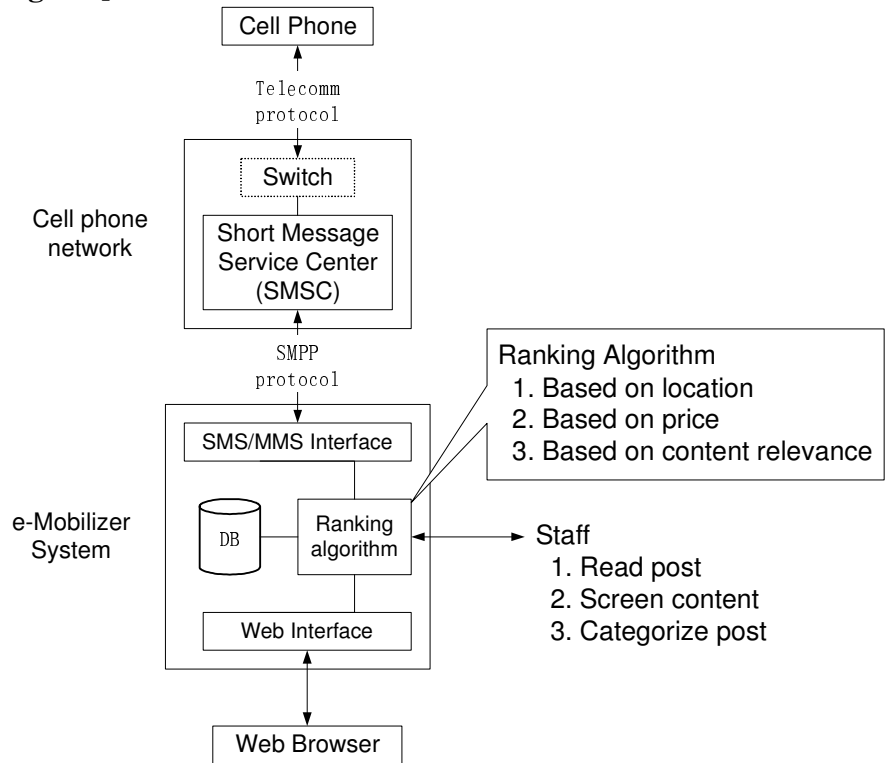 Cell Phone
Telecomm
protocol
Switch
Cell phone
network
Short Message
Service Center
(SMSC)
SMPP
protocol
Ranking Algorithm
1. Based on location
2. Based on price
3. Based on content relevance
SMS/MMS Interface
e-Mobilizer
System
DB
Ranking
algorithm
Staff
1. Read post
2. Screen content
3. Categorize post
Web Interface
Web Browser